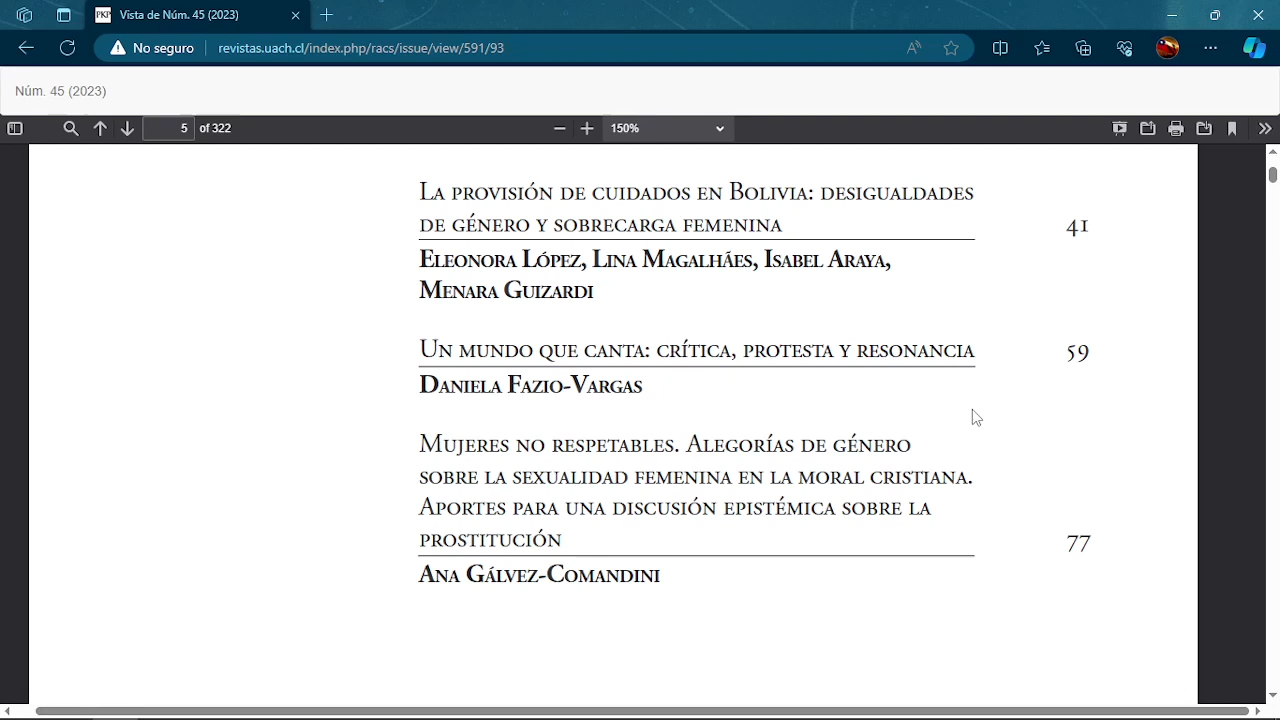 Vista de Núm. 45 (2023)
No seguro
revistas.uach.cl/index.php/racs/issue/view/591/93
Núm. 45 (2023)
5 of 322
150%
La provisión de cuidados en Bolivia: desigualdades
de género y sobrecarga femenina 41
Eleonora López, Lina Magalhães, Isabel Araya,
Menara Guizardi
Un mundo que canta: crítica, protesta y resonancia 59
Daniela Fazio-Vargas
Mujeres no respetables. Alegorías de género
sobre la sexualidad femenina en la moral cristiana.
Aportes para una discusión epistémica sobre la
prostitución 77
Ana Gálvez-Comandini